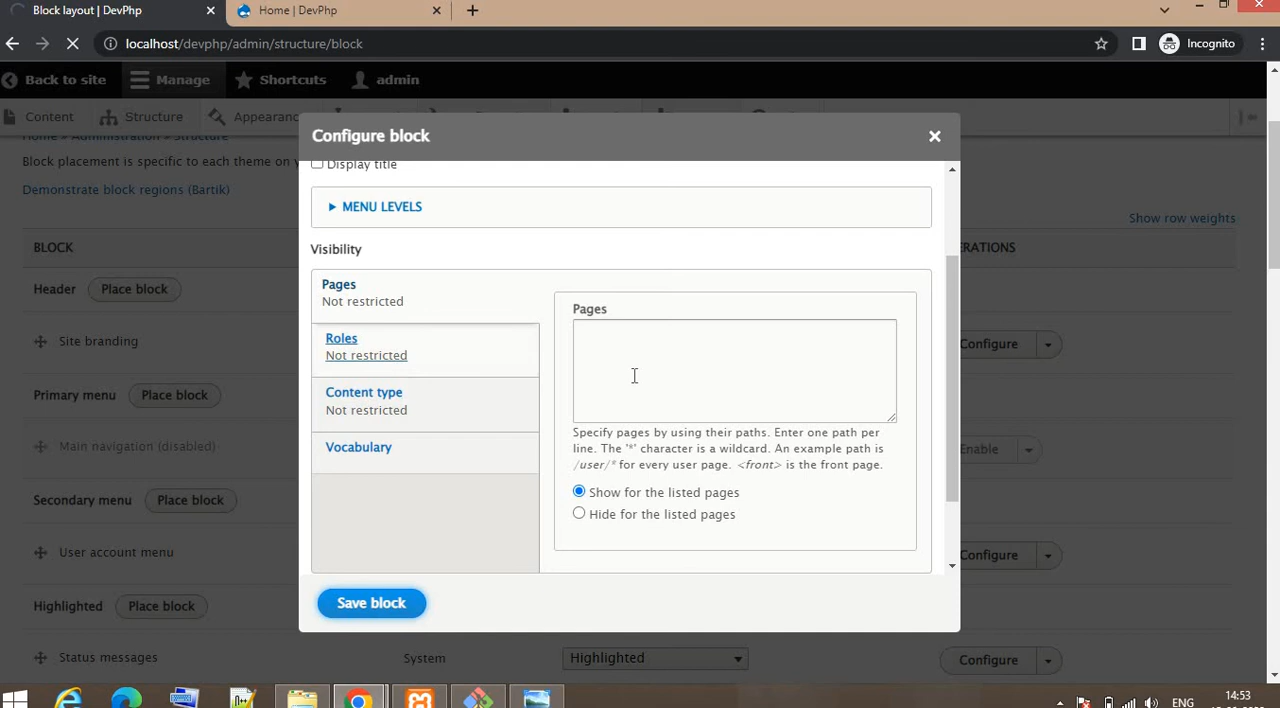 Block layout | DevPhp
Home | DevPhp
localhost/devphp/admin/structure/block
Incognito
Back to site
Manage
Shortcuts
admin
Content
Structure
Appearanc
Configure block
Home » Administration » Structure
Block placement is specific to each theme on y
Demonstrate block regions (Bartik)
Show row weights
BLOCK
ERATIONS
Header
Place block
Site branding
Configure
Primary menu
Place block
Main navigation (disabled)
Enable
Secondary menu
Place block
User account menu
Configure
Highlighted
Place block
Status messages
System
Highlighted
Configure
Display title
MENU LEVELS
Visibility
Pages
Not restricted
Roles
Not restricted
Content type
Not restricted
Vocabulary
Pages
Specify pages by using their paths. Enter one path per
line. The '*' character is a wildcard. An example path is
/user/* for every user page. <front> is the front page.
Show for the listed pages
Hide for the listed pages
Save block
ENG
14:53